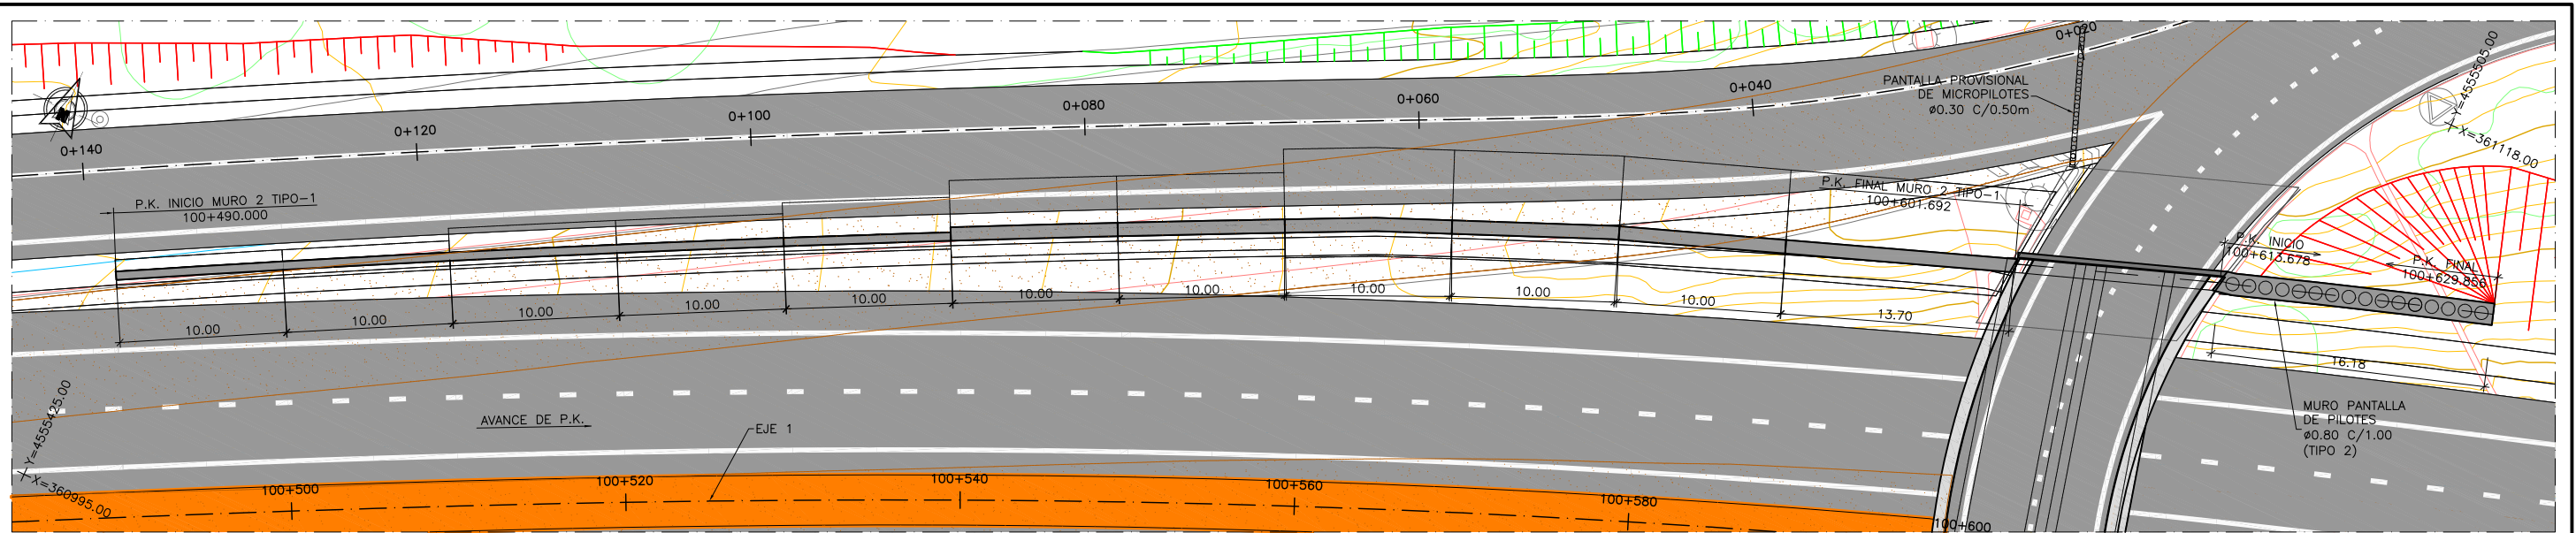 0+020
0+040
0+060
0+080
0+100
0+120
0+140
PANTALLA PROVISIONAL
DE MICROPILOTES
ø0.30 C/0.50m
Y=4555505.00
X=361118.00
P.K. INICIO MURO 2 TIPO-1
100+490.000
P.K. FINAL MURO 2 TIPO-1
100+601.692
P.K. INICIO
100+613.678
P.K. FINAL
100+629.856
10.00
10.00
10.00
10.00
10.00
10.00
10.00
10.00
10.00
10.00
13.70
16.18
MURO PANTALLA
DE PILOTES
ø0.80 C/1.00
(TIPO 2)
AVANCE DE P.K.
EJE 1
Y=4555425.00
X=360995.00
100+500
100+520
100+540
100+560
100+580
100+600